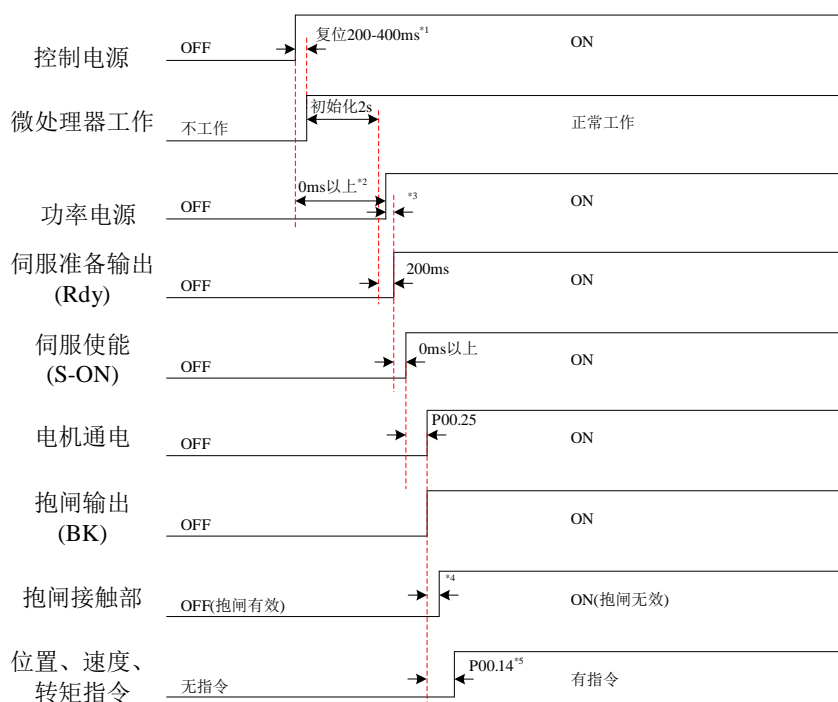 控制电源
OFF
复位200-400ms*1
ON
微处理器工作
不工作
初始化2s
正常工作
功率电源
OFF
0ms以上*2
*3
ON
伺服准备输出
(Rdy)
OFF
200ms
ON
伺服使能
(S-ON)
OFF
0ms以上
ON
电机通电
OFF
P00.25
ON
抱闸输出
(BK)
OFF
ON
抱闸接触部
OFF(抱闸有效)
*4
ON(抱闸无效)
位置、速度、
转矩指令
无指令
P00.14*5
有指令